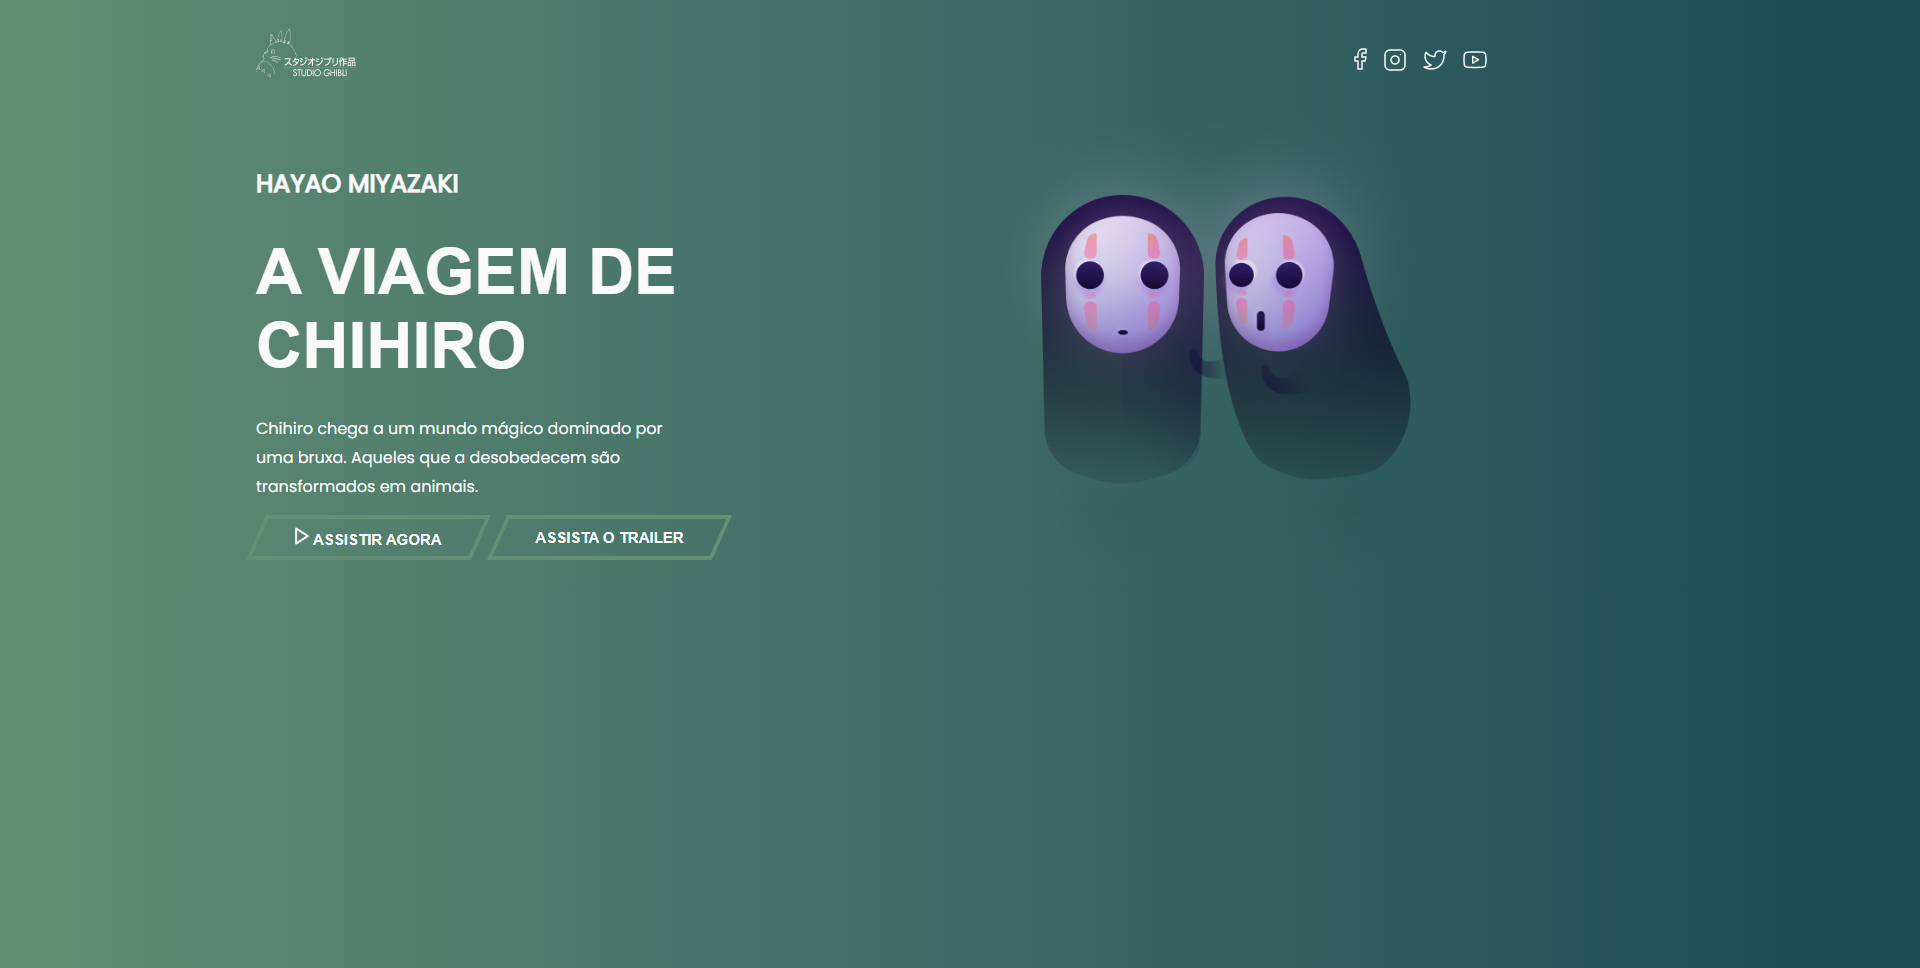 スタジオジブリ作品
STUDIO GHIBLI
HAYAO MIYAZAKI
A VIAGEM DE
CHIHIRO
Chihiro chega a um mundo mágico dominado por
uma bruxa. Aqueles que a desobedecem são
transformados em animais.
ASSISTIR AGORA
ASSISTA O TRAILER